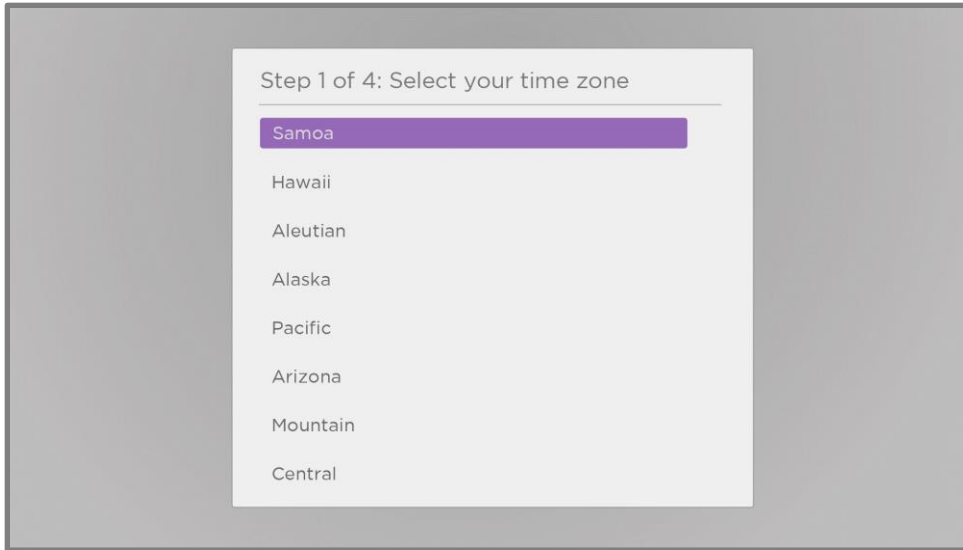 Step 1 of 4: Select your time zone
Samoa
Hawaii
Aleutian
Alaska
Pacific
Arizona
Mountain
Central